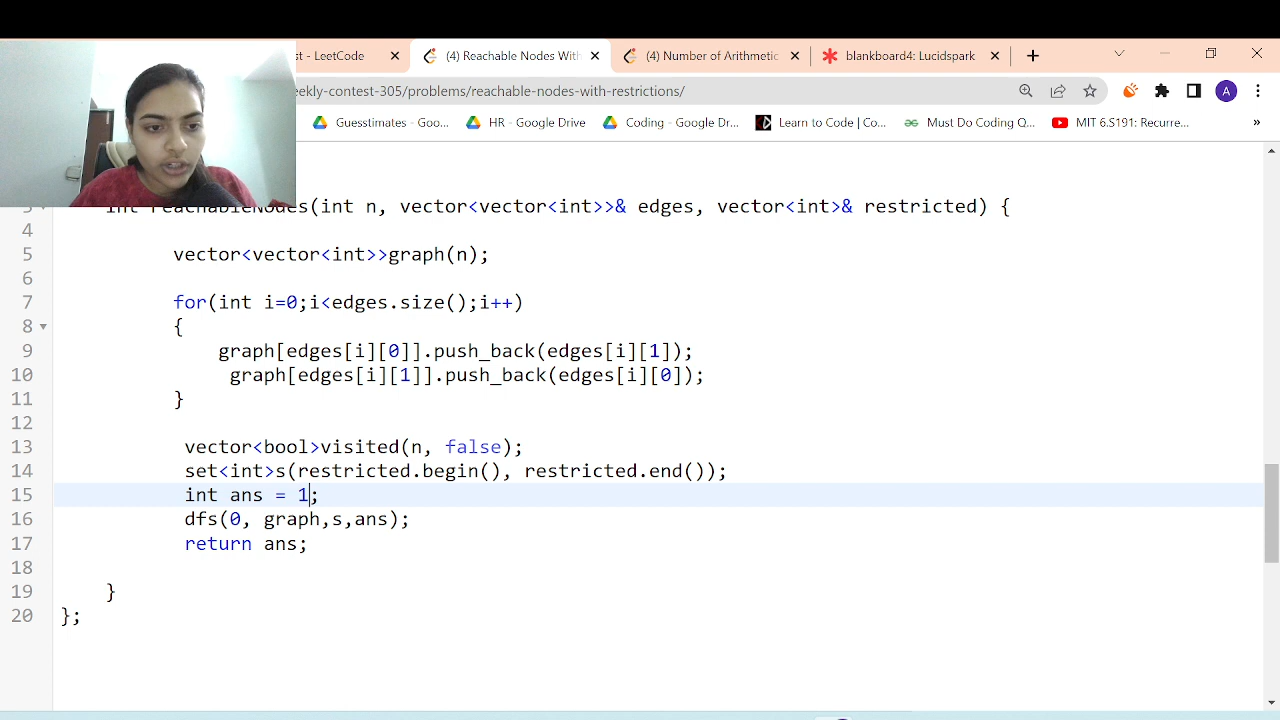 st - LeetCode
(4) Reachable Nodes With
(4) Number of Arithmetic
blankboard4: Lucidspark
eekly-contest-305/problems/reachable-nodes-with-restrictions/
A
Guesstimates - Goo...
HR - Google Drive
Coding - Google Dr...
Learn to Code | Co...
Must Do Coding Q...
MIT 6.S191: Recurre...
»
3 int reachableNodes(int n, vector<vector<int>>& edges, vector<int>& restricted) {
4
5 vector<vector<int>>graph(n);
6
7 for(int i=0;i<edges.size();i++)
8 {
9 graph[edges[i][0]].push_back(edges[i][1]);
10 graph[edges[i][1]].push_back(edges[i][0]);
11 }
12
13 vector<bool>visited(n, false);
14 set<int>s(restricted.begin(), restricted.end());
15 int ans = 1;
16 dfs(0, graph,s,ans);
17 return ans;
18
19 }
20 };